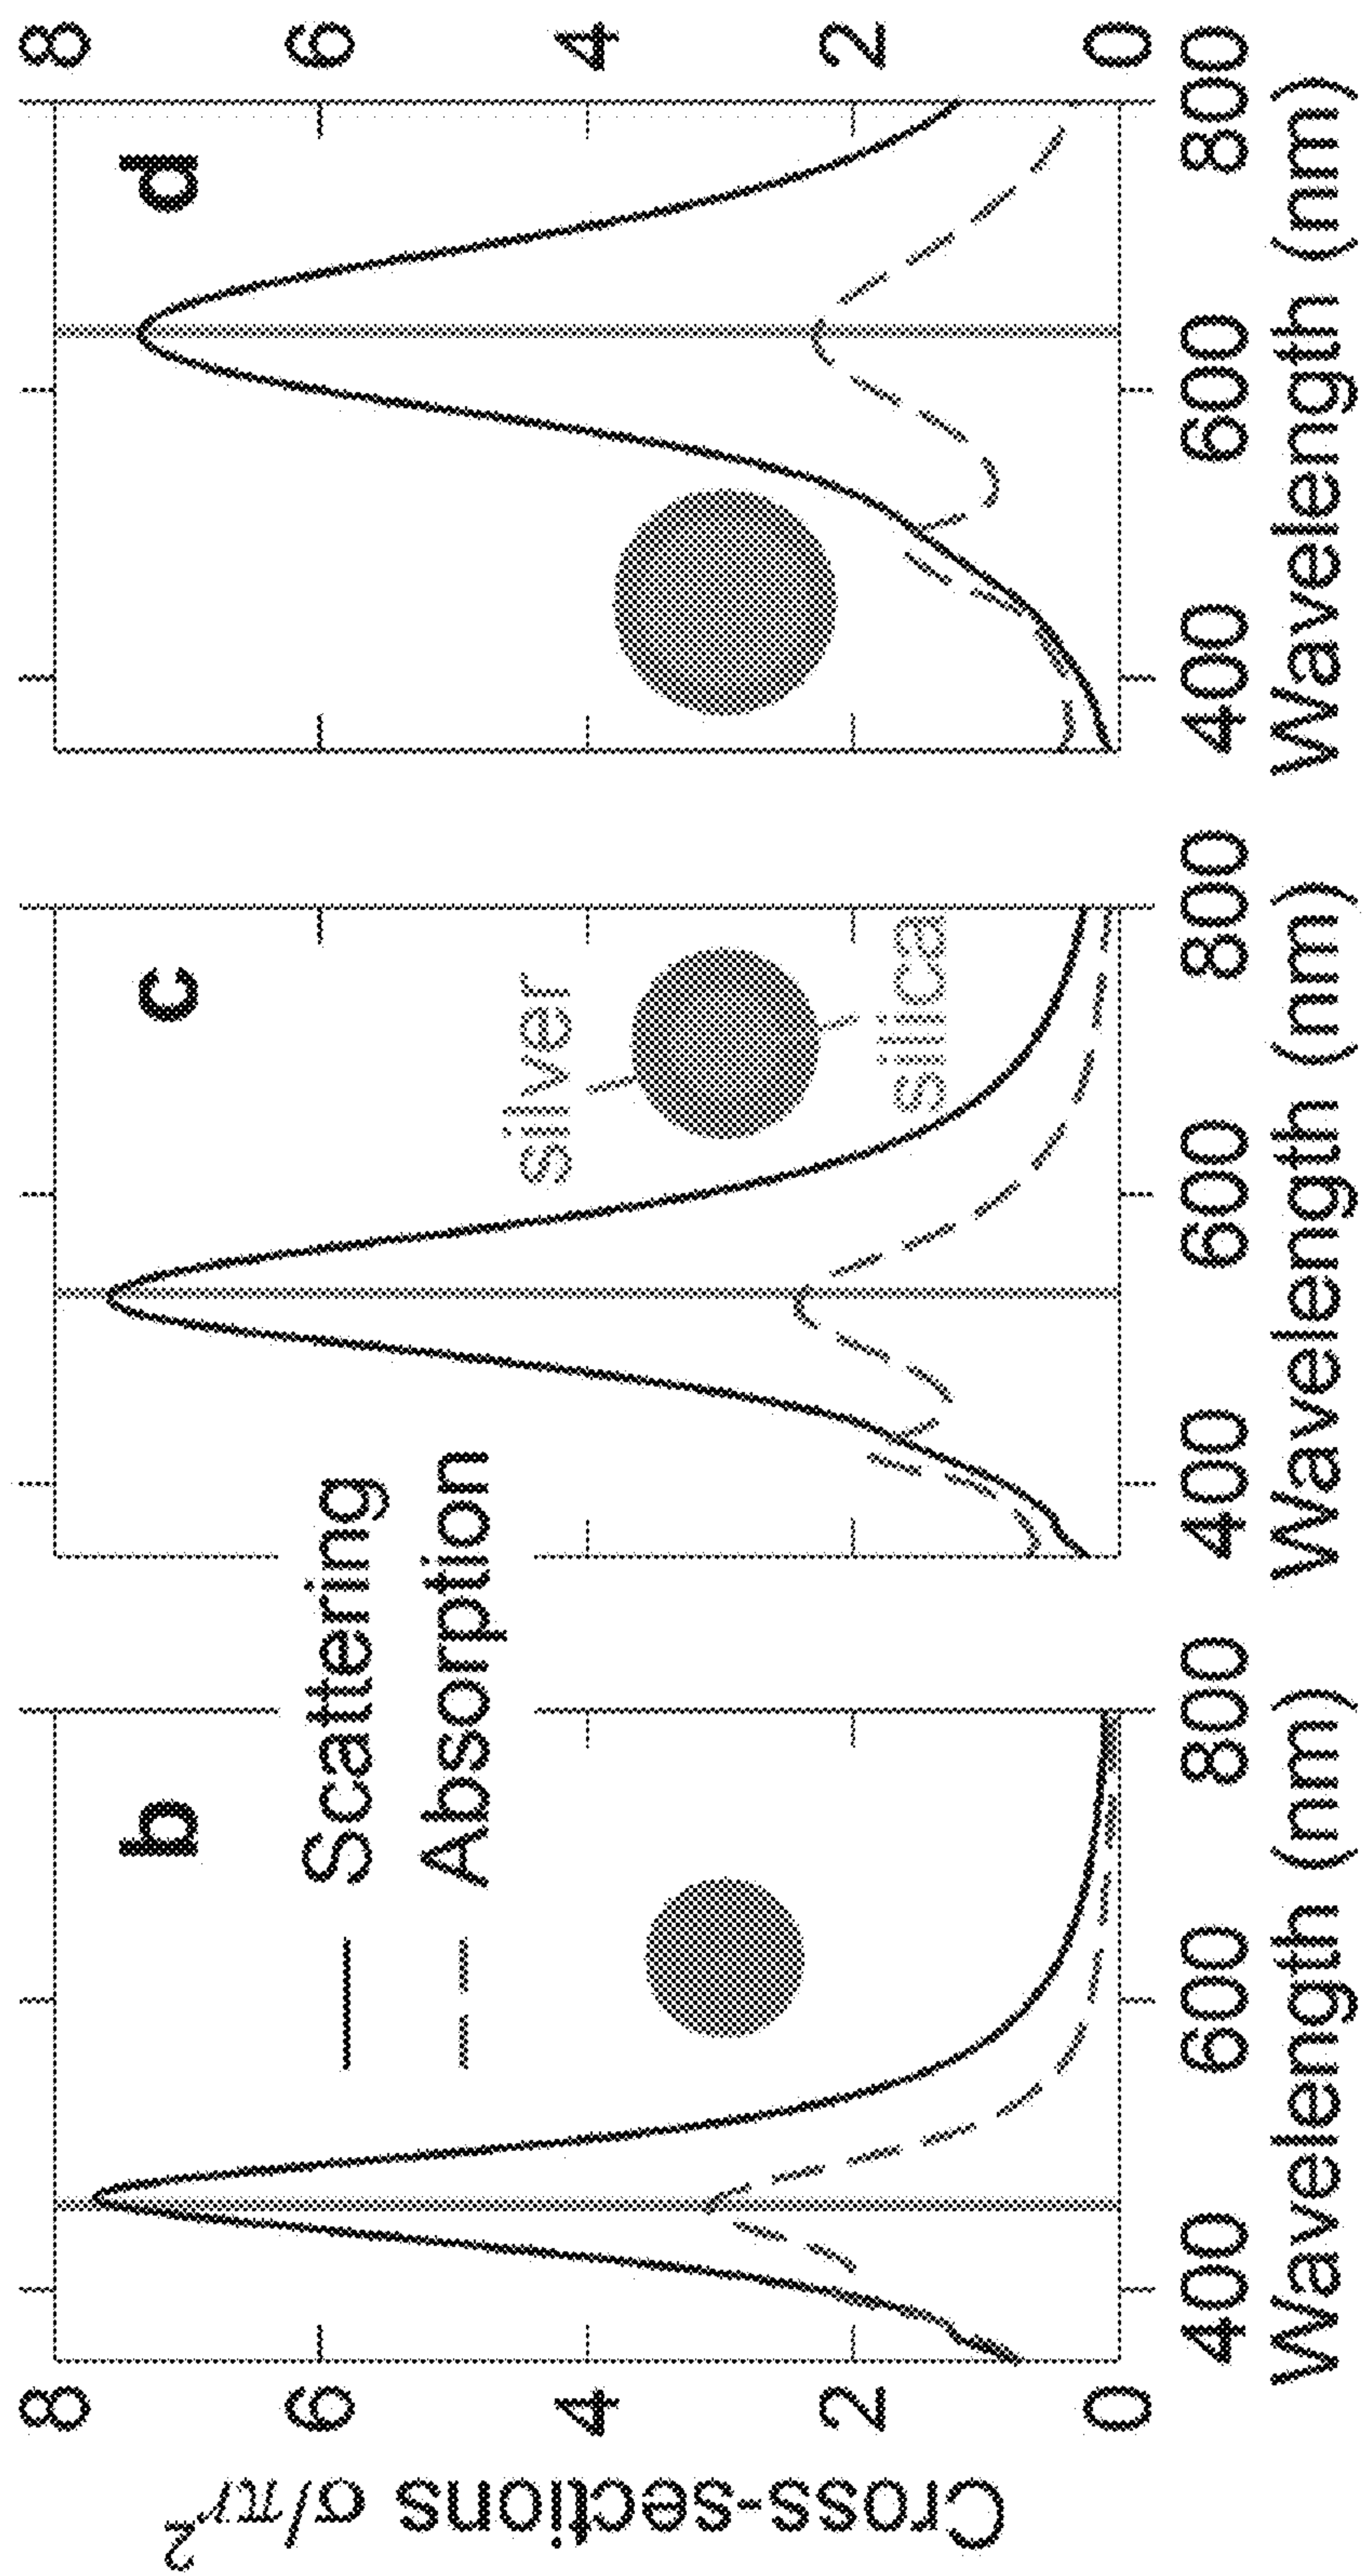 b
c
d
Scattering
Absorption
silver
silica
Cross-sections σ/πr²
8
6
4
2
0
8
6
4
2
0
400
600
800
400
600
800
400
600
800
Wavelength (nm)
Wavelength (nm)
Wavelength (nm)